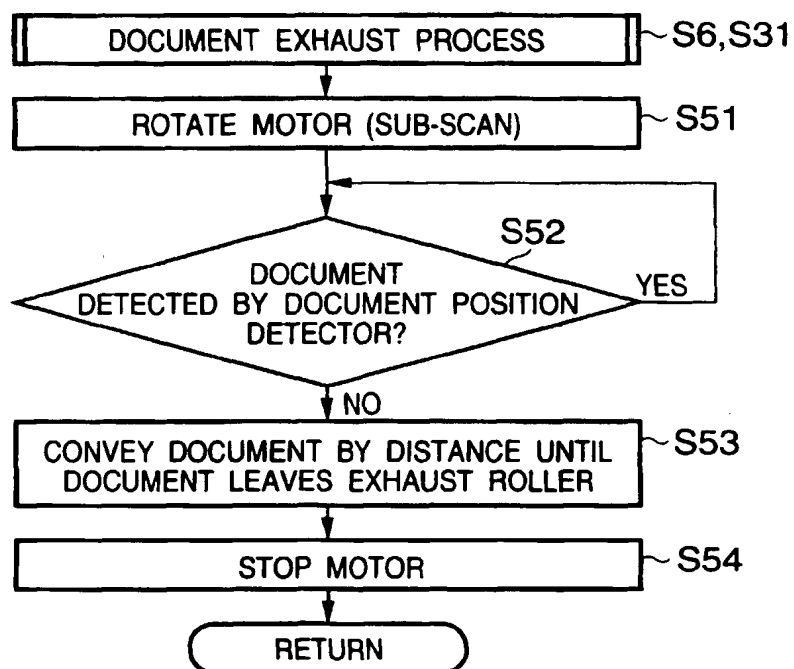 DOCUMENT EXHAUST PROCESS
S6,S31
ROTATE MOTOR (SUB-SCAN)
S51
S52
DOCUMENT
DETECTED BY DOCUMENT POSITION
DETECTOR?
YES
NO
CONVEY DOCUMENT BY DISTANCE UNTIL
DOCUMENT LEAVES EXHAUST ROLLER
S53
STOP MOTOR
S54
RETURN